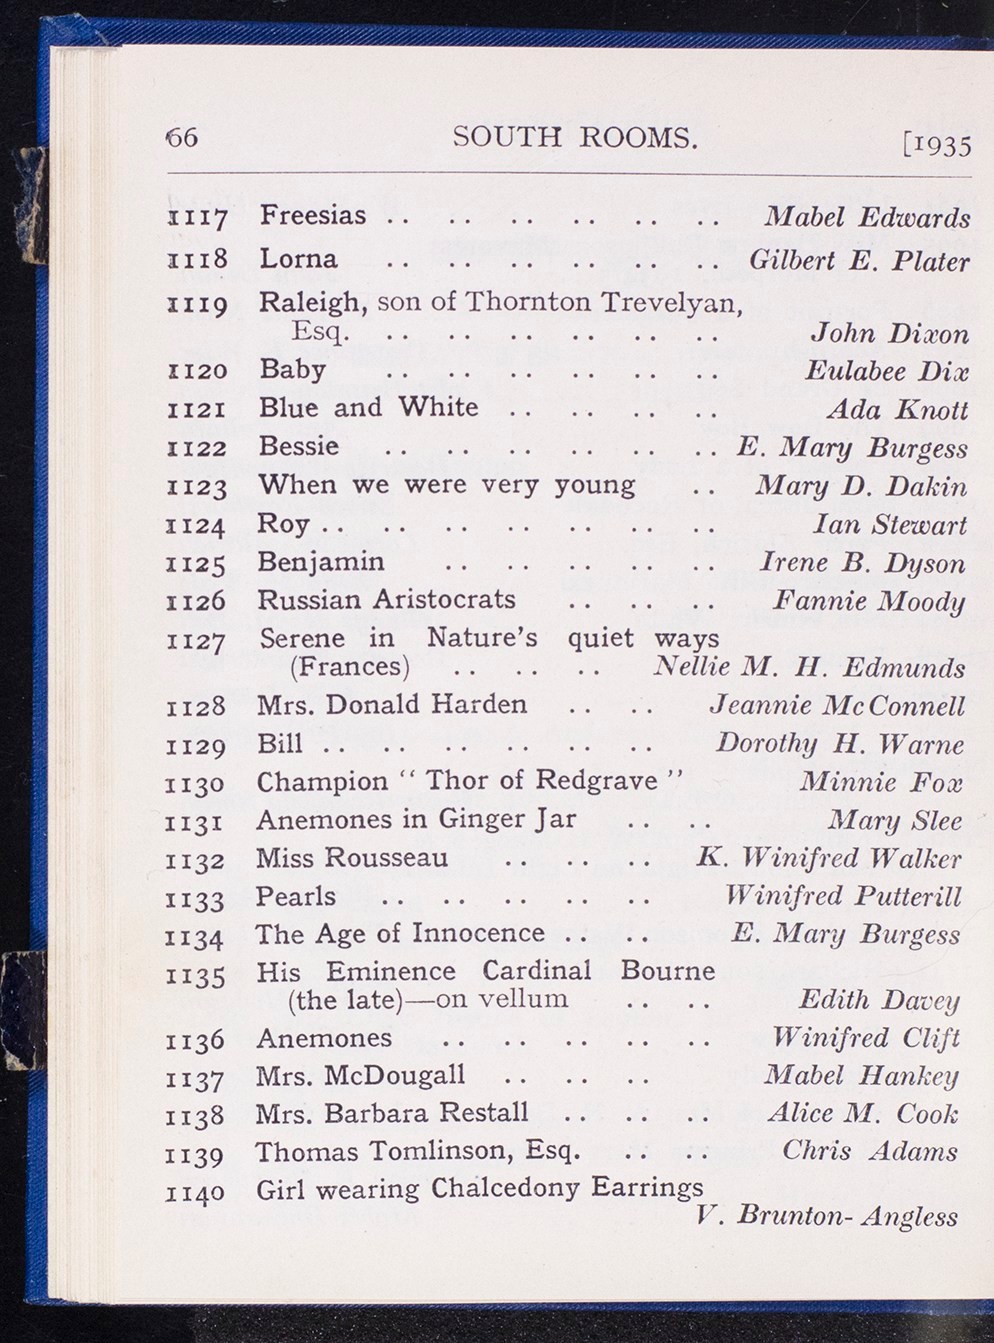 66 SOUTH ROOMS. [1935
1117 Freesias .. .. .. .. .. .. Mabel Edwards
1118 Lorna .. .. .. .. .. .. Gilbert E. Plater
1119 Raleigh, son of Thornton Trevelyan,
Esq. .. .. .. .. .. .. John Dixon
1120 Baby .. .. .. .. .. .. Eulabee Dix
1121 Blue and White .. .. .. .. Ada Knott
1122 Bessie .. .. .. .. .. .. E. Mary Burgess
1123 When we were very young .. Mary D. Dakin
1124 Roy .. .. .. .. .. .. .. Ian Stewart
1125 Benjamin .. .. .. .. .. Irene B. Dyson
1126 Russian Aristocrats .. .. .. Fannie Moody
1127 Serene in Nature's quiet ways
(Frances) .. .. .. Nellie M. H. Edmunds
1128 Mrs. Donald Harden .. .. Jeannie McConnell
1129 Bill .. .. .. .. .. .. Dorothy H. Warne
1130 Champion “ Thor of Redgrave ” Minnie Fox
1131 Anemones in Ginger Jar .. .. Mary Slee
1132 Miss Rousseau .. .. .. K. Winifred Walker
1133 Pearls .. .. .. .. .. Winifred Putterill
1134 The Age of Innocence .. .. E. Mary Burgess
1135 His Eminence Cardinal Bourne
(the late)—on vellum .. .. Edith Davey
1136 Anemones .. .. .. .. .. Winifred Clift
1137 Mrs. McDougall .. .. .. Mabel Hankey
1138 Mrs. Barbara Restall .. .. .. Alice M. Cook
1139 Thomas Tomlinson, Esq. .. .. Chris Adams
1140 Girl wearing Chalcedony Earrings
V. Brunton-Angless